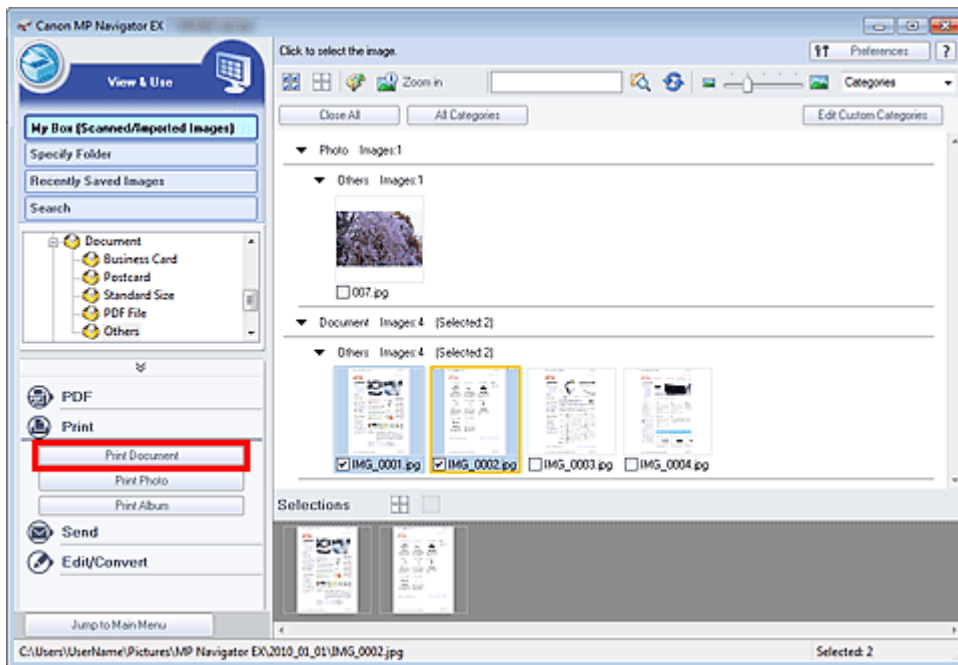 Canon MP Navigator EX
View & Use
Click to select the image.
Preferences
?
Zoom in
Categories
Close All
All Categories
Edit Custom Categories
My Box (Scanned/Imported Images)
Specify Folder
Recently Saved Images
Search
Document
Business Card
Postcard
Standard Size
PDF File
Others
PDF
Print
Print Document
Print Photo
Print Album
Send
Edit/Convert
Jump to Main Menu
Photo Images:1
Others Images:1
007.jpg
Document Images:4 (Selected:2)
Others Images:4 (Selected:2)
IMG_0001.jpg IMG_0002.jpg IMG_0003.jpg IMG_0004.jpg
Selections
C:\Users\UserName\Pictures\MP Navigator EX\2010_01_01\IMG_0002.jpg
Selected: 2